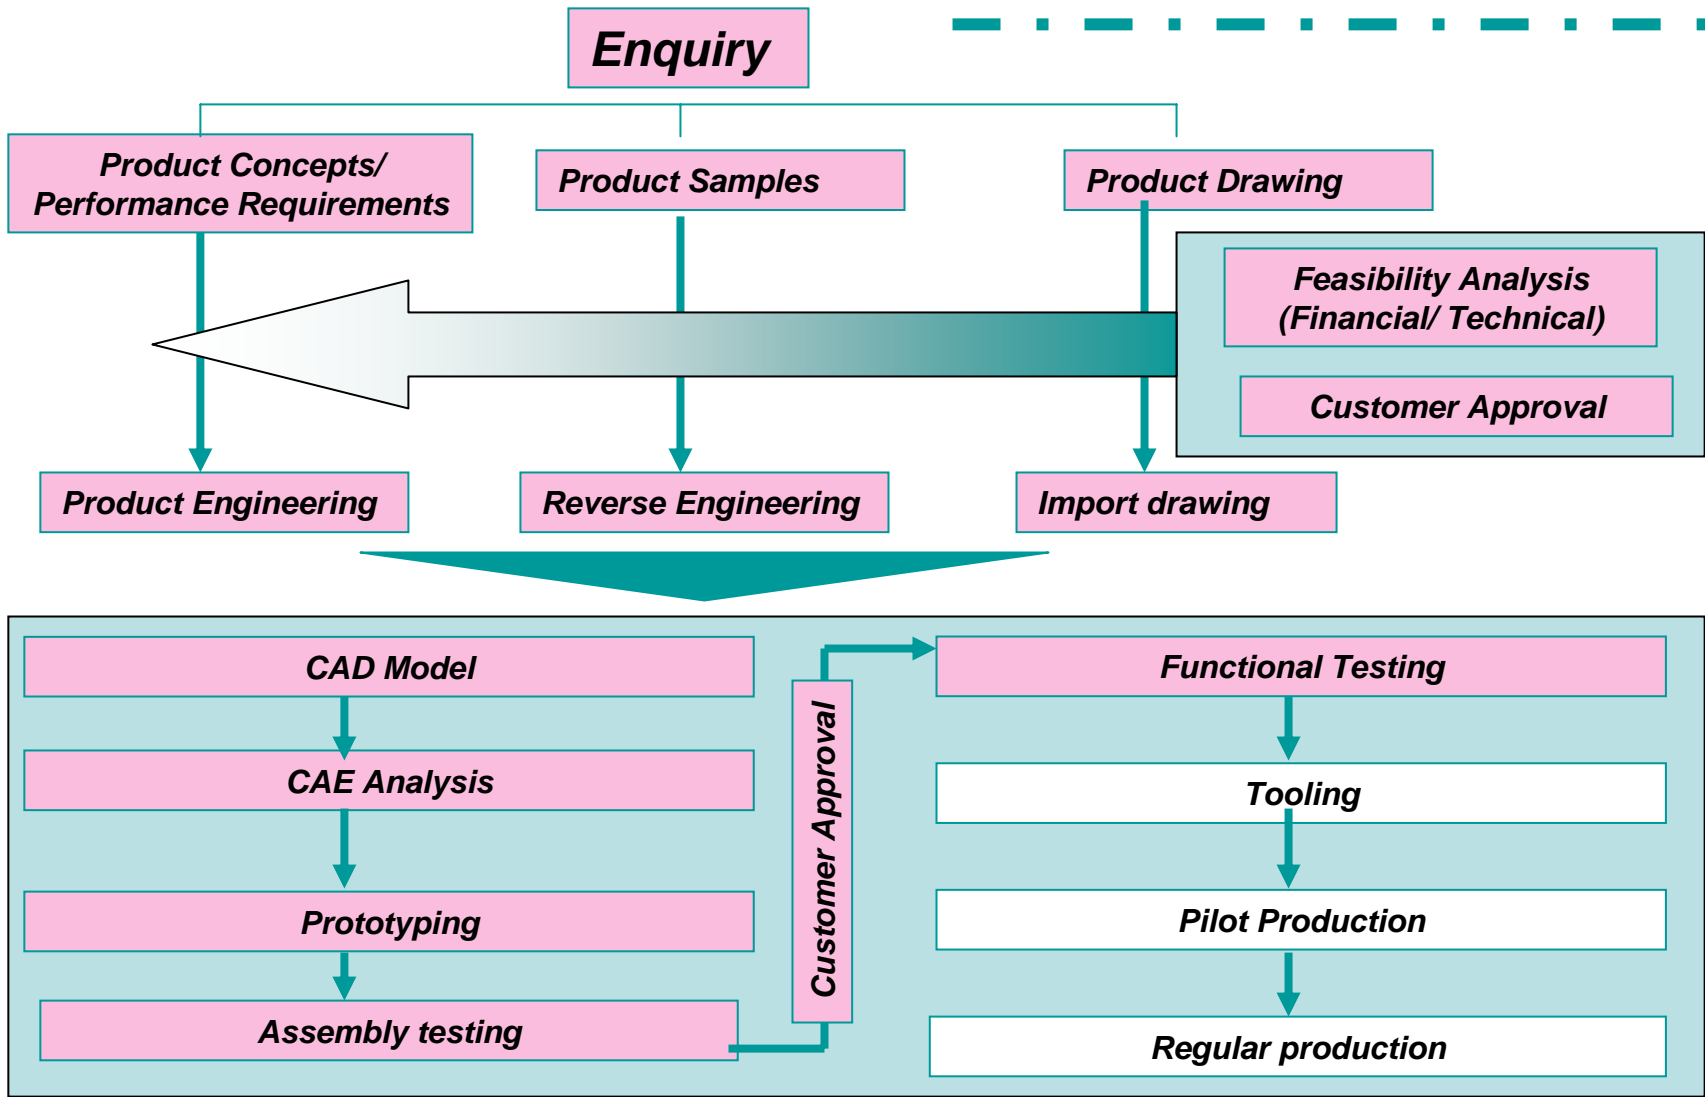 Enquiry
Product Concepts/
Performance Requirements
Product Samples
Product Drawing
Feasibility Analysis
(Financial/ Technical)
Customer Approval
Product Engineering
Reverse Engineering
Import drawing
CAD Model
CAE Analysis
Prototyping
Assembly testing
Customer Approval
Functional Testing
Tooling
Pilot Production
Regular production